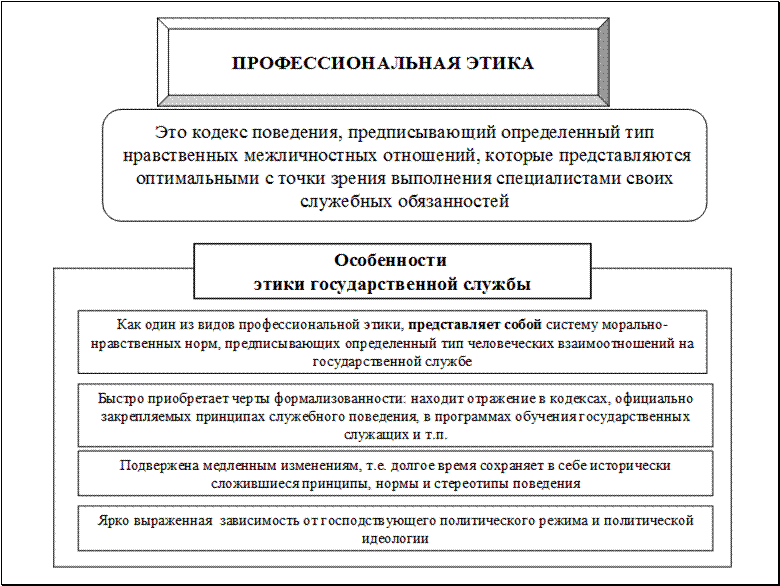 ПРОФЕССИОНАЛЬНАЯ ЭТИКА
Это кодекс поведения, предписывающий определенный тип
нравственных межличностных отношений, которые представляются
оптимальными с точки зрения выполнения специалистами своих
служебных обязанностей
Особенности
этики государственной службы
Как один из видов профессиональной этики, представляет собой систему морально-
нравственных норм, предписывающих определенный тип человеческих взаимоотношений на
государственной службе
Быстро приобретает черты формализованности: находит отражение в кодексах, официально
закрепляемых принципах служебного поведения, в программах обучения государственных
служащих и т.п.
Подвержена медленным изменениям, т.е. долгое время сохраняет в себе исторически
сложившиеся принципы, нормы и стереотипы поведения
Ярко выраженная зависимость от господствующего политического режима и политической
идеологии